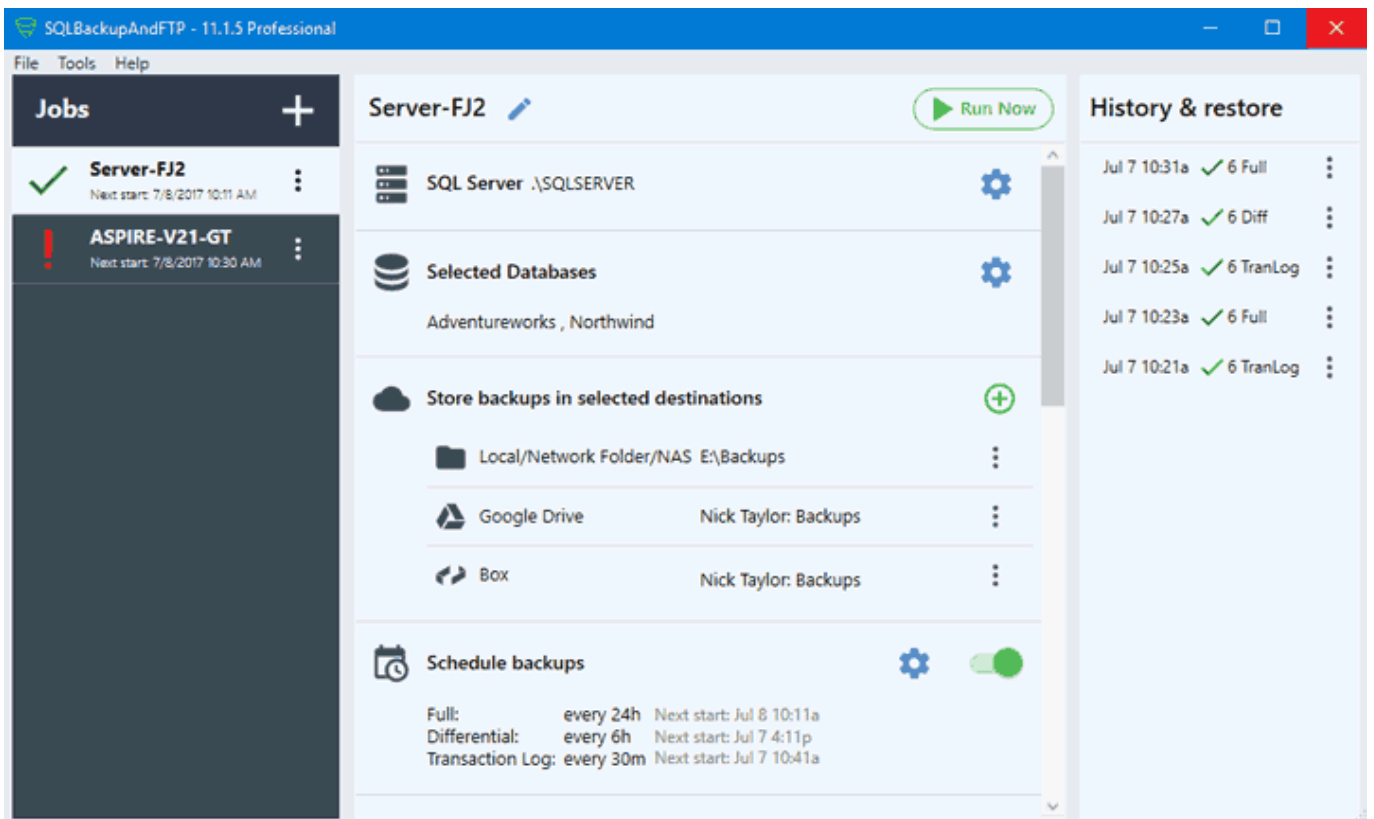 SQLBackupAndFTP - 11.1.5 Professional
File Tools Help
Jobs
Server-FJ2
Next start: 7/8/2017 10:11 AM
ASPIRE-V21-GT
Next start: 7/8/2017 10:30 AM
Server-FJ2
Run Now
SQL Server .\SQLSERVER
Selected Databases
Adventureworks , Northwind
Store backups in selected destinations
Local/Network Folder/NAS E:\Backups
Google Drive Nick Taylor: Backups
Box Nick Taylor: Backups
Schedule backups
Full: every 24h Next start: Jul 8 10:11a
Differential: every 6h Next start: Jul 7 4:11p
Transaction Log: every 30m Next start: Jul 7 10:41a
History & restore
Jul 7 10:31a 6 Full
Jul 7 10:27a 6 Diff
Jul 7 10:25a 6 TranLog
Jul 7 10:23a 6 Full
Jul 7 10:21a 6 TranLog